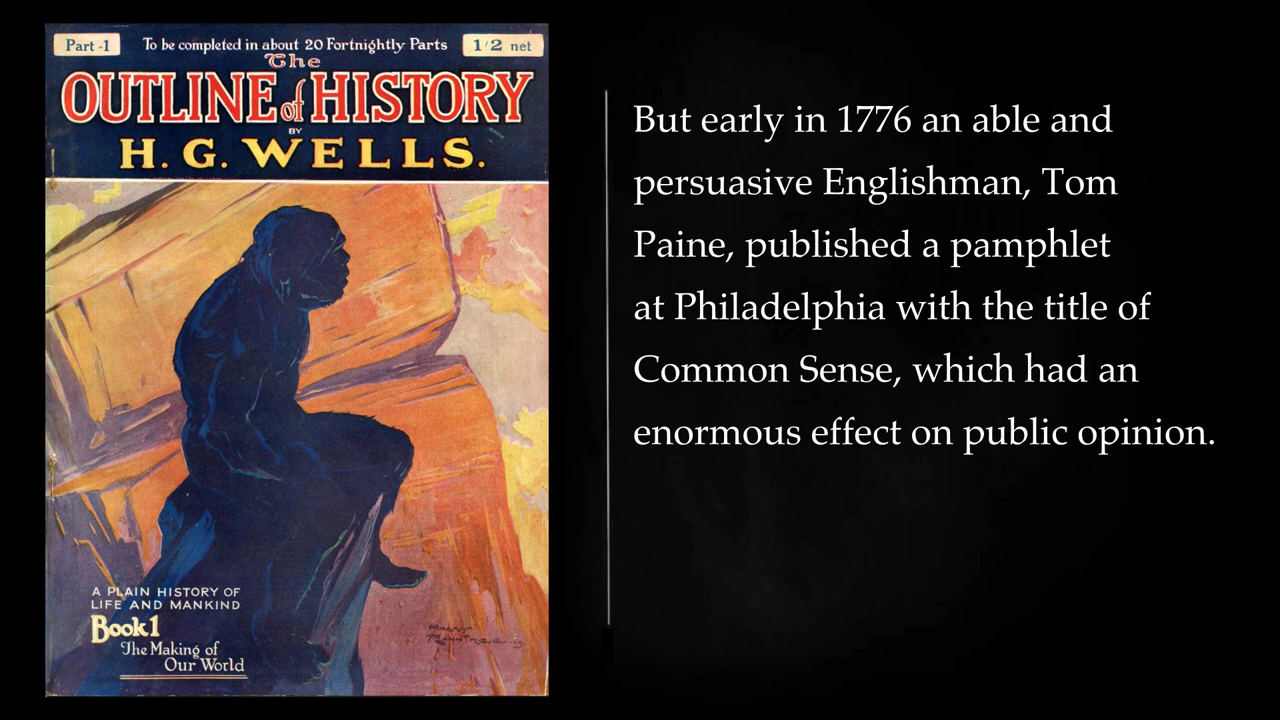 Part -1
To be completed in about 20 Fortnightly Parts
1/2 net
The
OUTLINE of HISTORY
BY
H. G. WELLS.
A PLAIN HISTORY OF
LIFE AND MANKIND
Book 1
The Making of
Our World
But early in 1776 an able and
persuasive Englishman, Tom
Paine, published a pamphlet
at Philadelphia with the title of
Common Sense, which had an
enormous effect on public opinion.